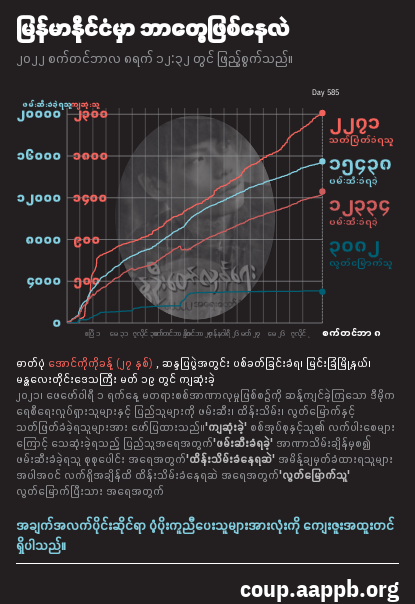 မြန်မာနိုင်ငံမှာ ဘာတွေဖြစ်နေလဲ
၂၀၂၂ စက်တင်ဘာလ ၈ရက် ၁၂:၃၂ တွင် ဖြည့်စွက်သည်။
Day 585
ဖမ်းဆီးခံရသူ ကျဆုံးသူ
၂၀၀၀၀ ၂၃၀၀
၁၆၀၀၀ ၁၈၀၀
၁၂၀၀၀ ၁၄၀၀
၈၀၀၀ ၉၀၀
၄၀၀၀ ၅၀၀
၀ ၀
၂၂၇၁
သတ်ဖြတ်ခံရသူ
၁၅၄၃၈
ဖမ်းဆီးခံရ၌
၁၂၃၃၄
ဖမ်းဆီးခံရ
၃၀၈၂
လွတ်မြောက်သူ
စက်တင်ဘာ ၈
ဓာတ်ပုံ အောင်ကိုကိုခန့် (၂၇ နှစ်) , ဆန္ဒပြပွဲအတွင်း ပစ်ခတ်ခြင်းခံရ၊ မြင်းခြံမြို့နယ်၊
မန္တလေးတိုင်းဒေသကြီး မတ် ၁၉ တွင် ကျဆုံးခဲ့
၂၀၂၁ ဖေဖော်ဝါရီ ၁ ရက်နေ့ မတရားစစ်အာဏာလုမှုဖြစ်စဉ်ကို ဆန့်ကျင်ခဲ့ကြသော ဒီမိုက
ရေစီရေးလှုပ်ရှားသူများနှင့် ပြည်သူများကို ဖမ်းဆီး၊ ထိန်းသိမ်း၊ လွတ်မြောက်နှင့်
သတ်ဖြတ်ခံခဲ့ရသူများအား ဖော်ပြထားသည်။'ကျဆုံးခဲ့' စစ်အုပ်စုနှင့်သူ၏ လက်ပါးစေများ
ကြောင့် သေဆုံးခဲ့ရသည့် ပြည်သူအရေအတွက်'ဖမ်းဆီးခံရခဲ့' အာဏာသိမ်းချိန်မှစ၍
ဖမ်းဆီးခံခဲ့ရသူ စုစုပေါင်း အရေအတွက်'ထိန်းသိမ်းခံနေရဆဲ' အမိန့်ချမှတ်ခံထားရသူများ
အပါအဝင် လက်ရှိအချိန်ထိ ထိန်းသိမ်းခံနေရဆဲ အရေအတွက်'လွတ်မြောက်သူ'
လွတ်မြောက်ပြီးသား အရေအတွက်
အချက်အလက်ပိုင်းဆိုင်ရာ ပံ့ပိုးကူညီပေးသူများအားလုံးကို ကျေးဇူးအထူးတင်
ရှိပါသည်။
coup.aappb.org